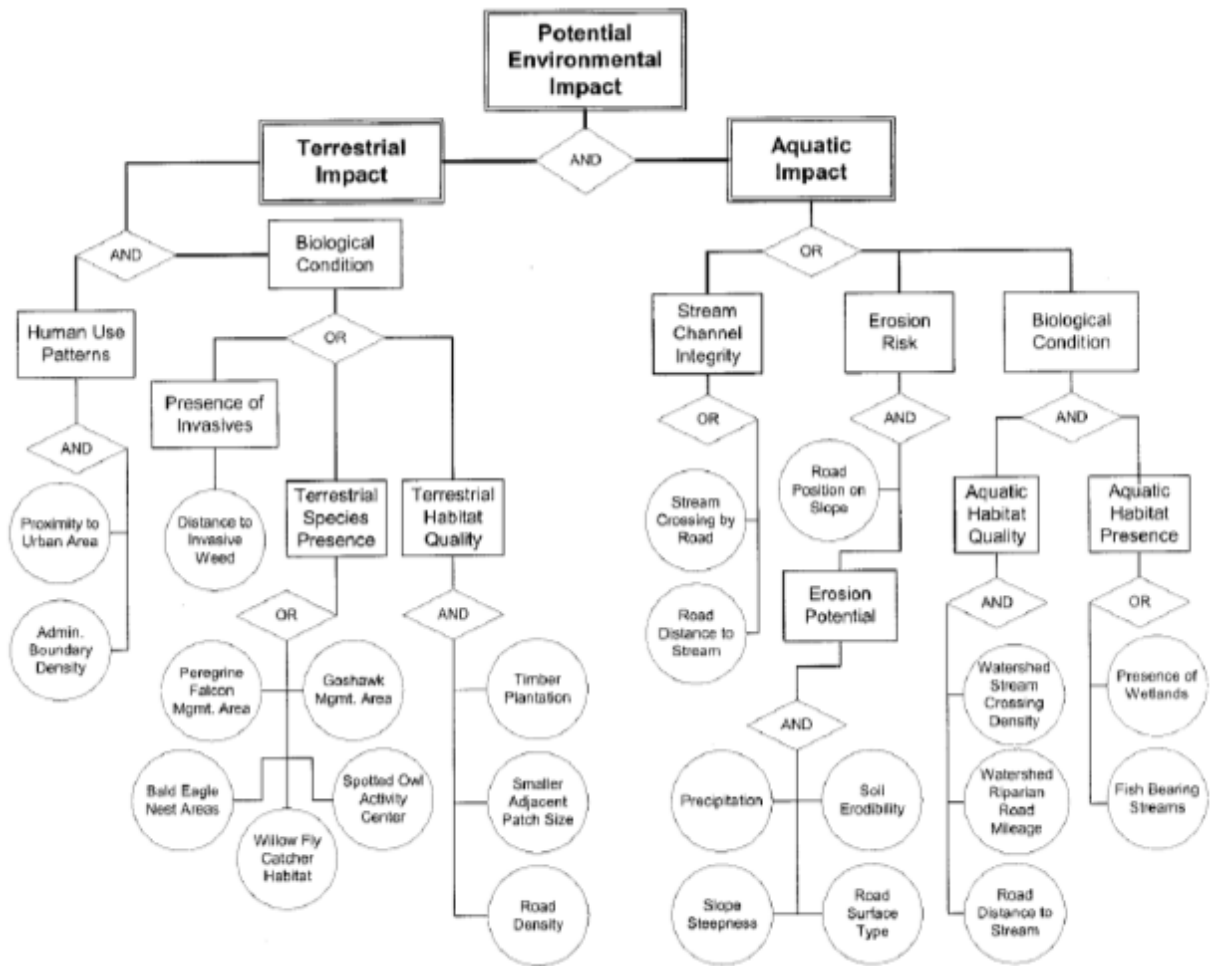 Potential
Environmental
Impact
Terrestrial
Impact
AND
Aquatic
Impact
AND
Biological
Condition
OR
Human Use
Patterns
OR
Stream
Channel
Integrity
Erosion
Risk
Biological
Condition
Presence of
Invasives
AND
OR
AND
AND
Proximity to
Urban Area
Distance to
Invasive
Weed
Terrestrial
Species
Presence
Terrestrial
Habitat
Quality
Stream
Crossing by
Road
Road
Position on
Slope
Aquatic
Habitat
Quality
Aquatic
Habitat
Presence
Admin.
Boundary
Density
OR
AND
Road
Distance to
Stream
Erosion
Potential
AND
OR
Peregrine
Falcon
Mgmt. Area
Goshawk
Mgmt. Area
Timber
Plantation
Watershed
Stream
Crossing
Density
Presence of
Wetlands
AND
Bald Eagle
Nest Areas
Spotted Owl
Activity
Center
Willow Fly
Catcher
Habitat
Smaller
Adjacent
Patch Size
Precipitation
Soil
Erodibility
Watershed
Riparian
Road
Mileage
Fish Bearing
Streams
Road
Density
Slope
Steepness
Road
Surface
Type
Road
Distance to
Stream